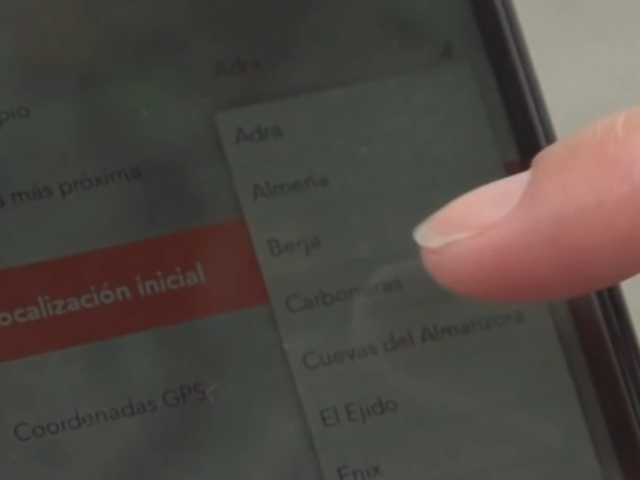 Adra
pio
Adra
a más próxima
Almería
Berja
ocalización inicial
Carboneras
Cuevas del Almanzora
Coordenadas GPS
El Ejido
Enix